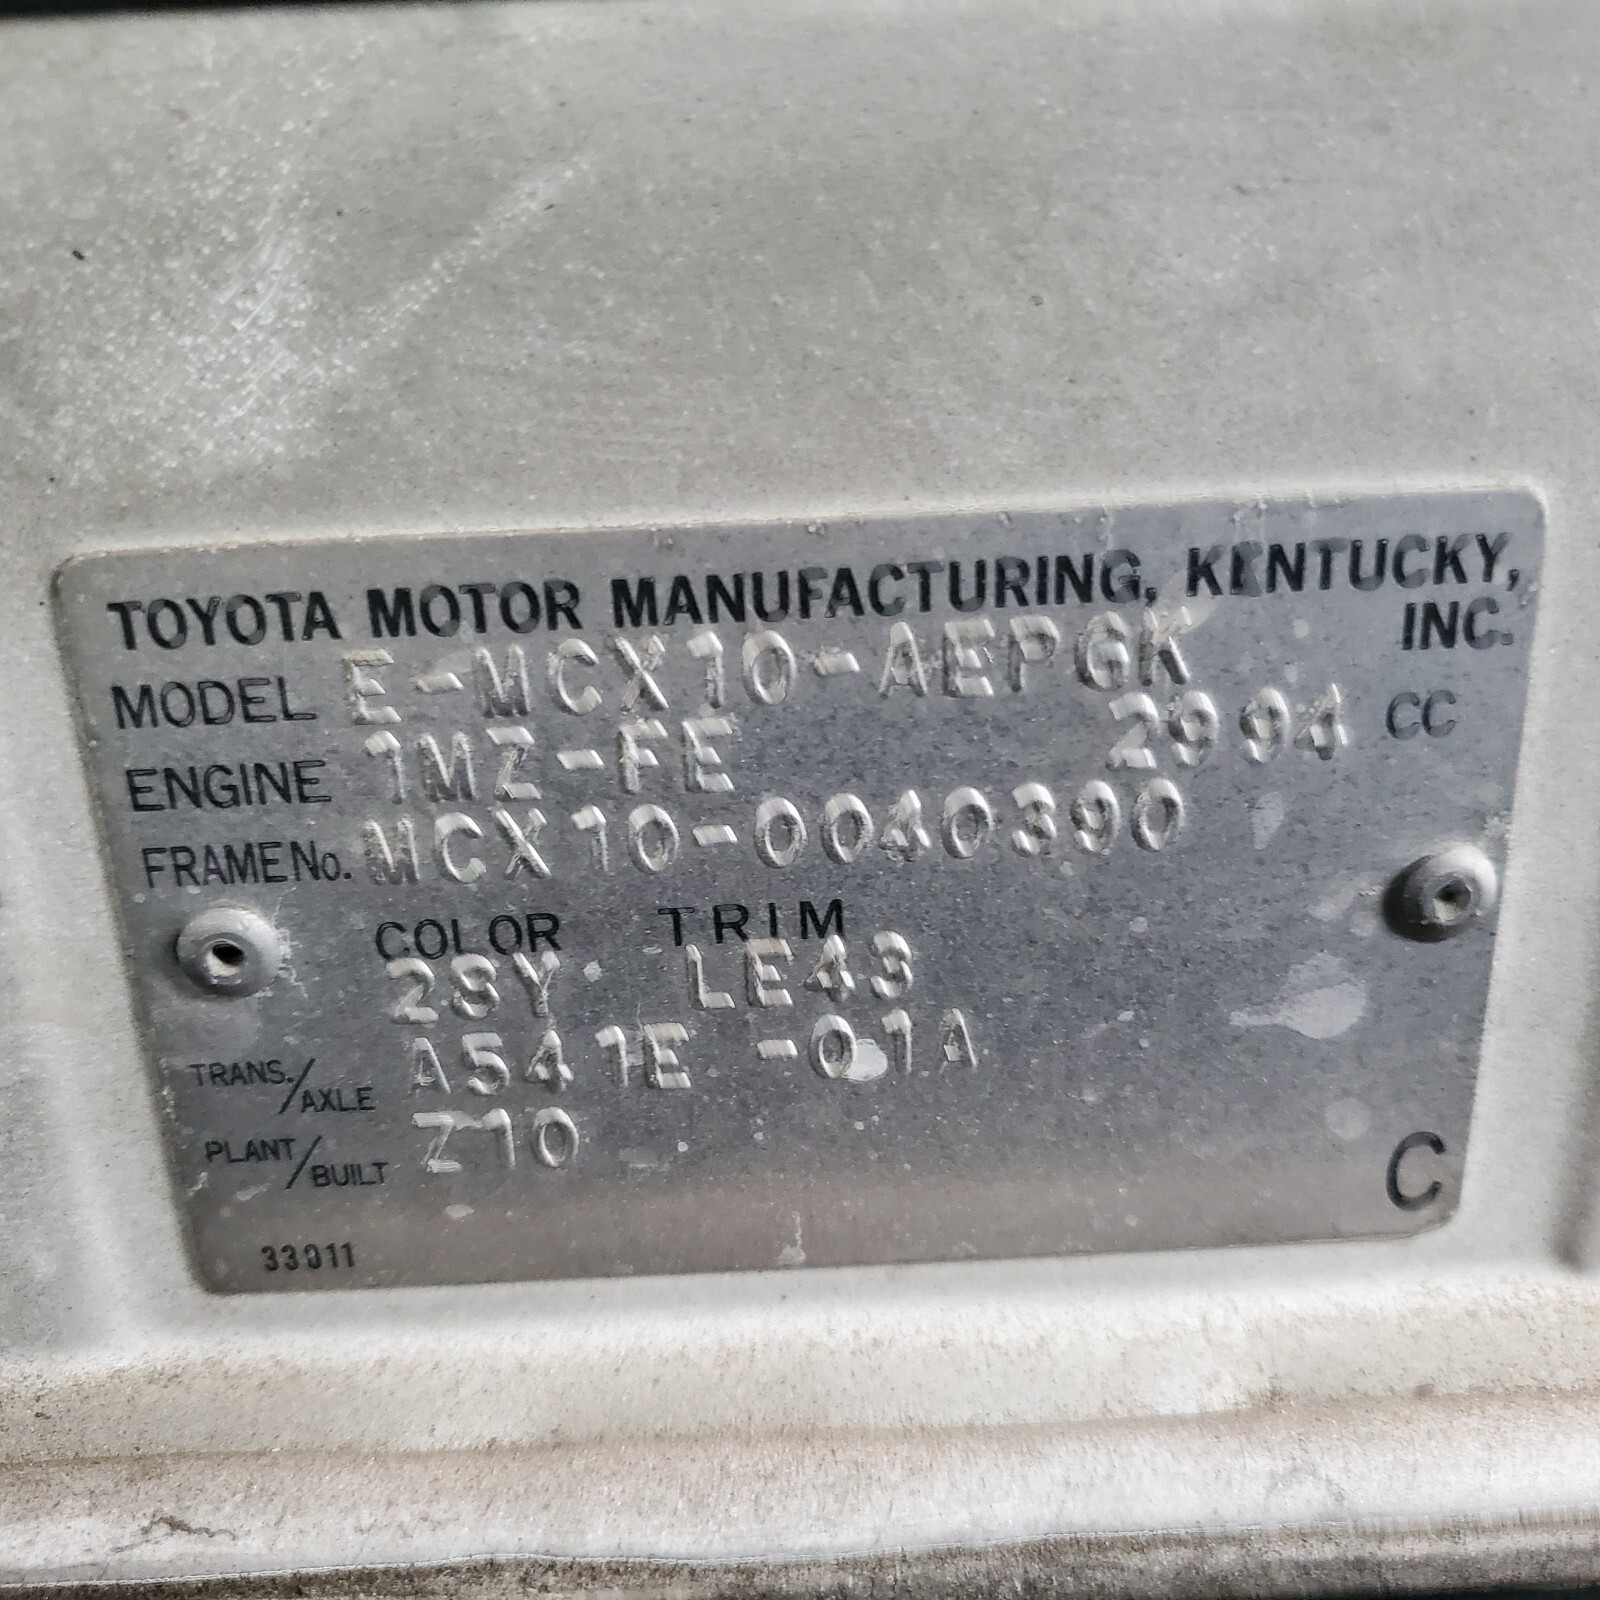 TOYOTA MOTOR MANUFACTURING, KENTUCKY,
INC.
MODEL E-MCX10-AEPGK
ENGINE 1MZ-FE 2994 CC
FRAME No. MCX10-0040390
COLOR TRIM
2SY LE43
TRANS./AXLE A541E -01A
PLANT/BUILT Z10
C
33011